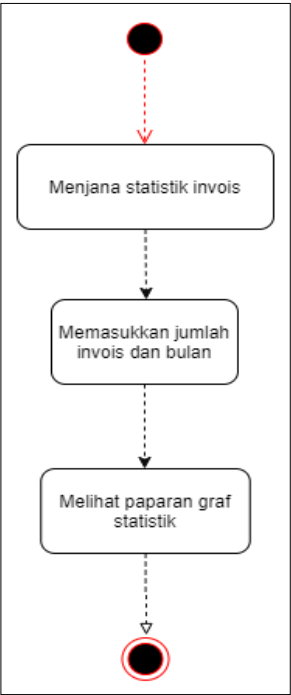 Menjana statistik invois
Memasukkan jumlah
invois dan bulan
Melihat paparan graf
statistik